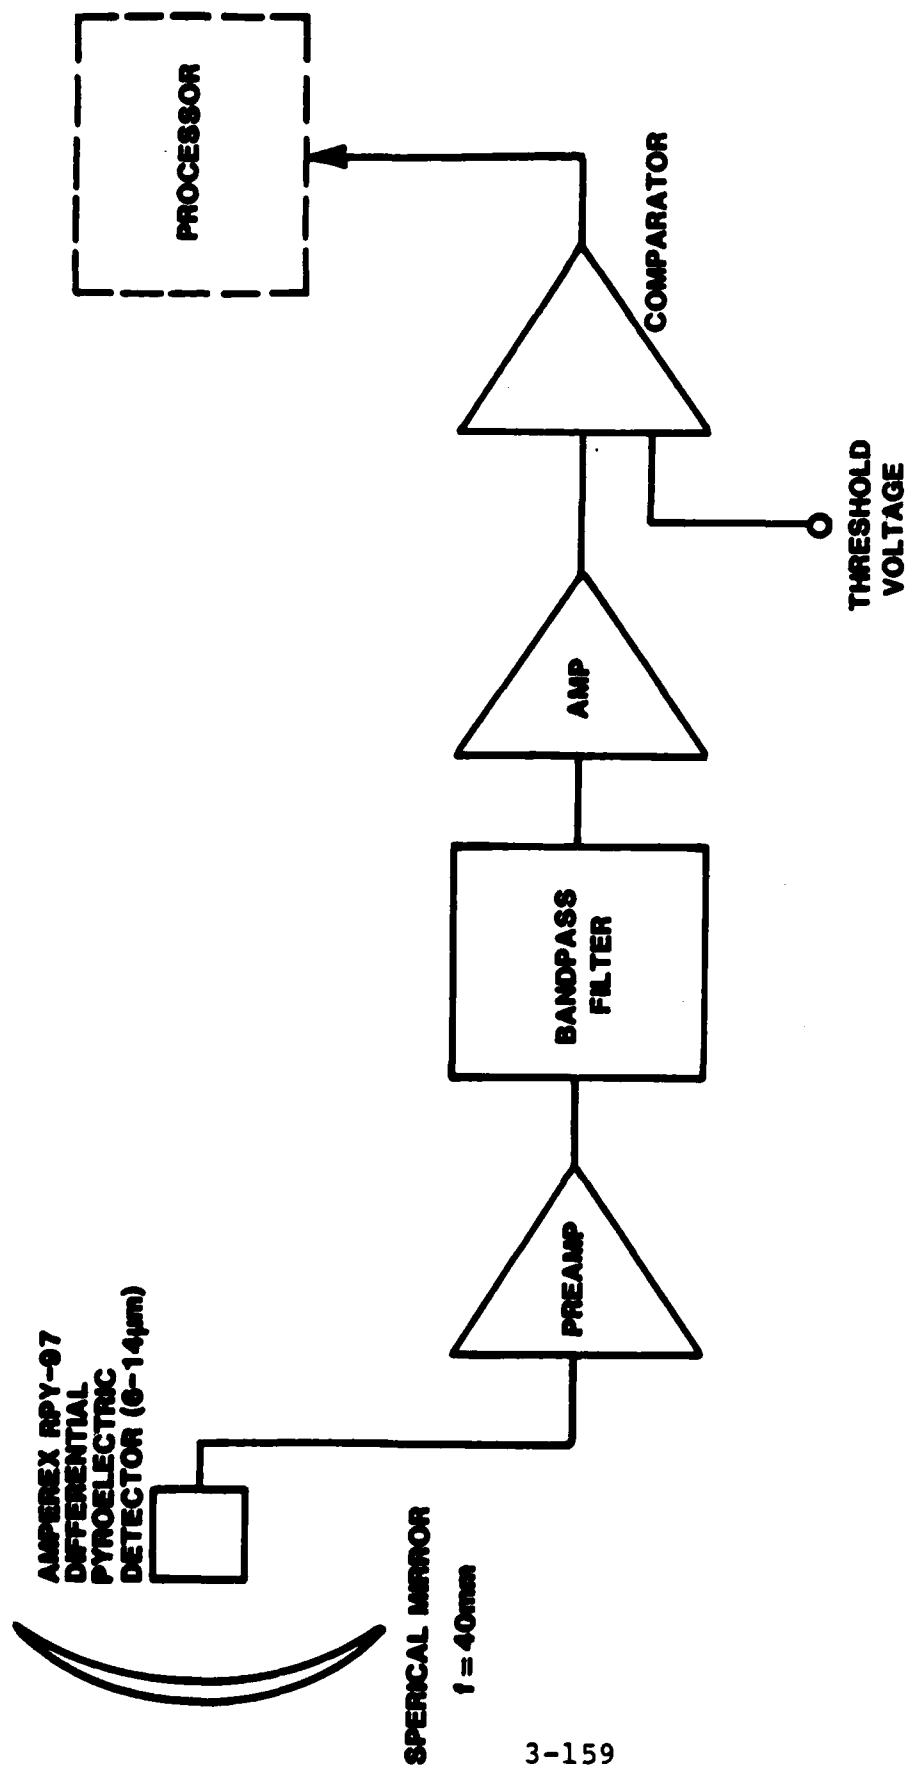 AMPEREX RPY-97
DIFFERENTIAL
PYROELECTRIC
DETECTOR (6-14µm)
SPERICAL MIRROR
f = 40mm
PREAMP
BANDPASS
FILTER
AMP
THRESHOLD
VOLTAGE
COMPARATOR
PROCESSOR
3-159